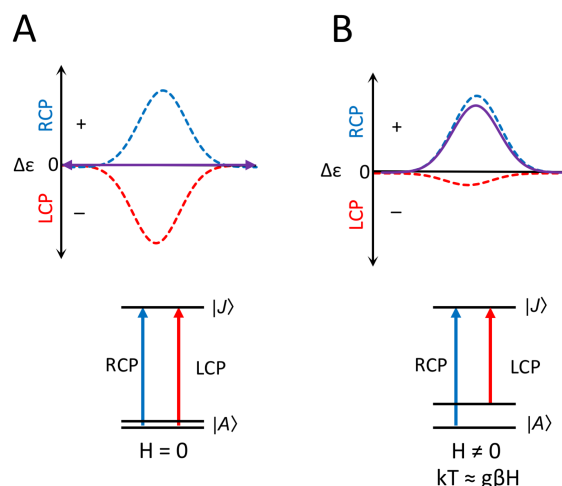 A
RCP
+
Δε 0
LCP
–
|J⟩
RCP
LCP
|A⟩
H = 0
B
RCP
+
Δε 0
LCP
–
|J⟩
RCP
LCP
|A⟩
H ≠ 0
kT ≈ gβH